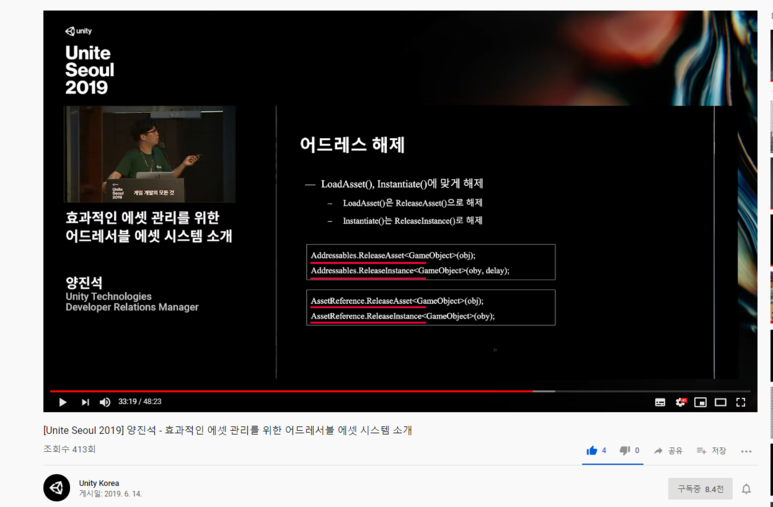 unity
Unite
Seoul
2019
Unite
Seoul
2019
게임 개발의 모든 것
효과적인 에셋 관리를 위한
어드레서블 에셋 시스템 소개
양진석
Unity Technologies
Developer Relations Manager
어드레스 해제
— LoadAsset(), Instantiate()에 맞게 해제
– LoadAsset()은 ReleaseAsset()으로 해제
– Instantiate()는 ReleaseInstance()로 해제
Addressables.ReleaseAsset<GameObject>(obj);
Addressables.ReleaseInstance<GameObject>(oby, delay);
AssetReference.ReleaseAsset<GameObject>(obj);
AssetReference.ReleaseInstance<GameObject>(oby);
33:19 / 48:23
[Unite Seoul 2019] 양진석 - 효과적인 에셋 관리를 위한 어드레서블 에셋 시스템 소개
조회수 413회
4 0 공유 저장
Unity Korea
게시일: 2019. 6. 14.
구독중 8.4천